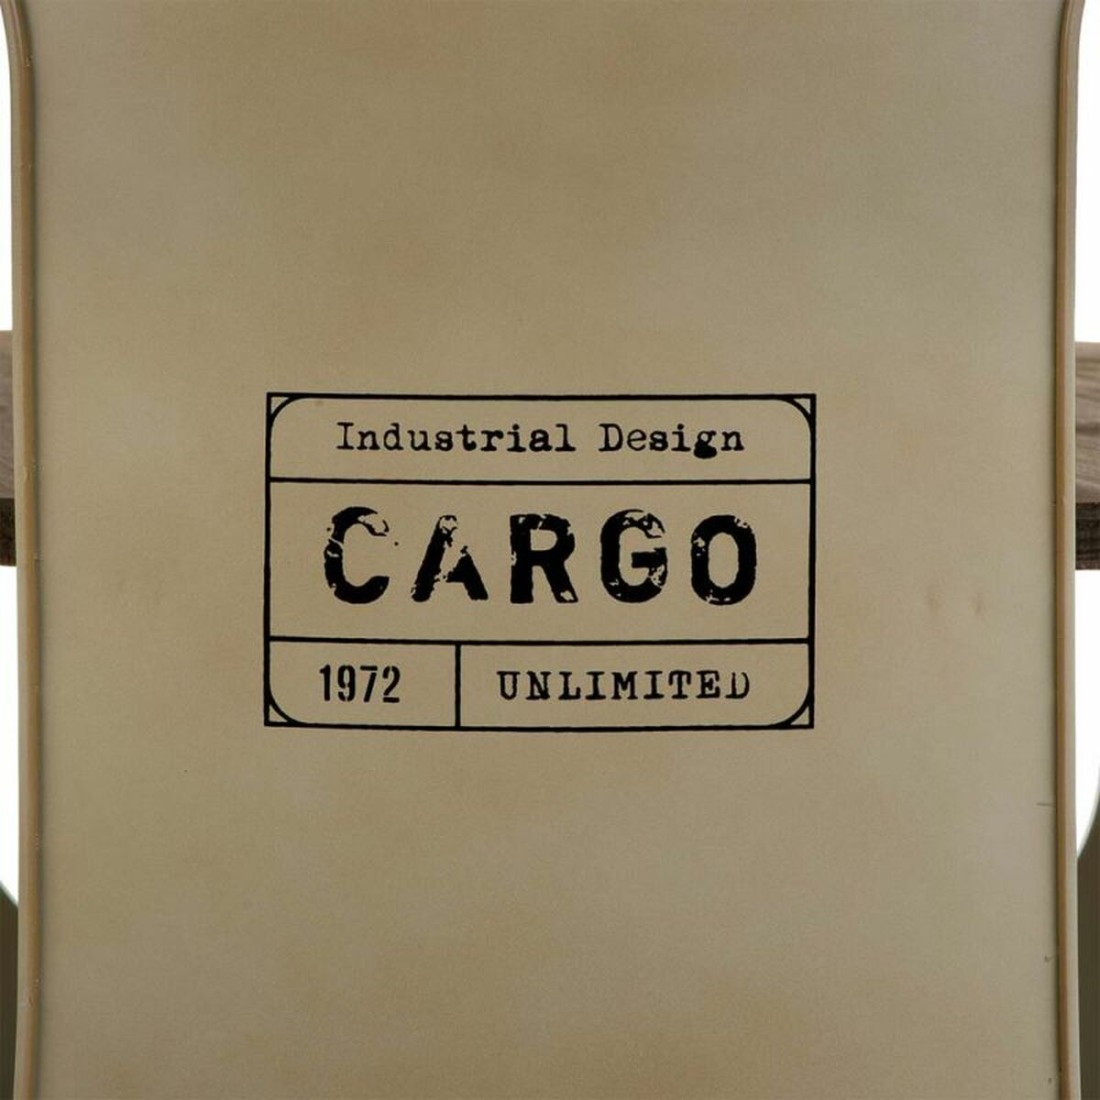 Industrial Design
CARGO
1972 UNLIMITED